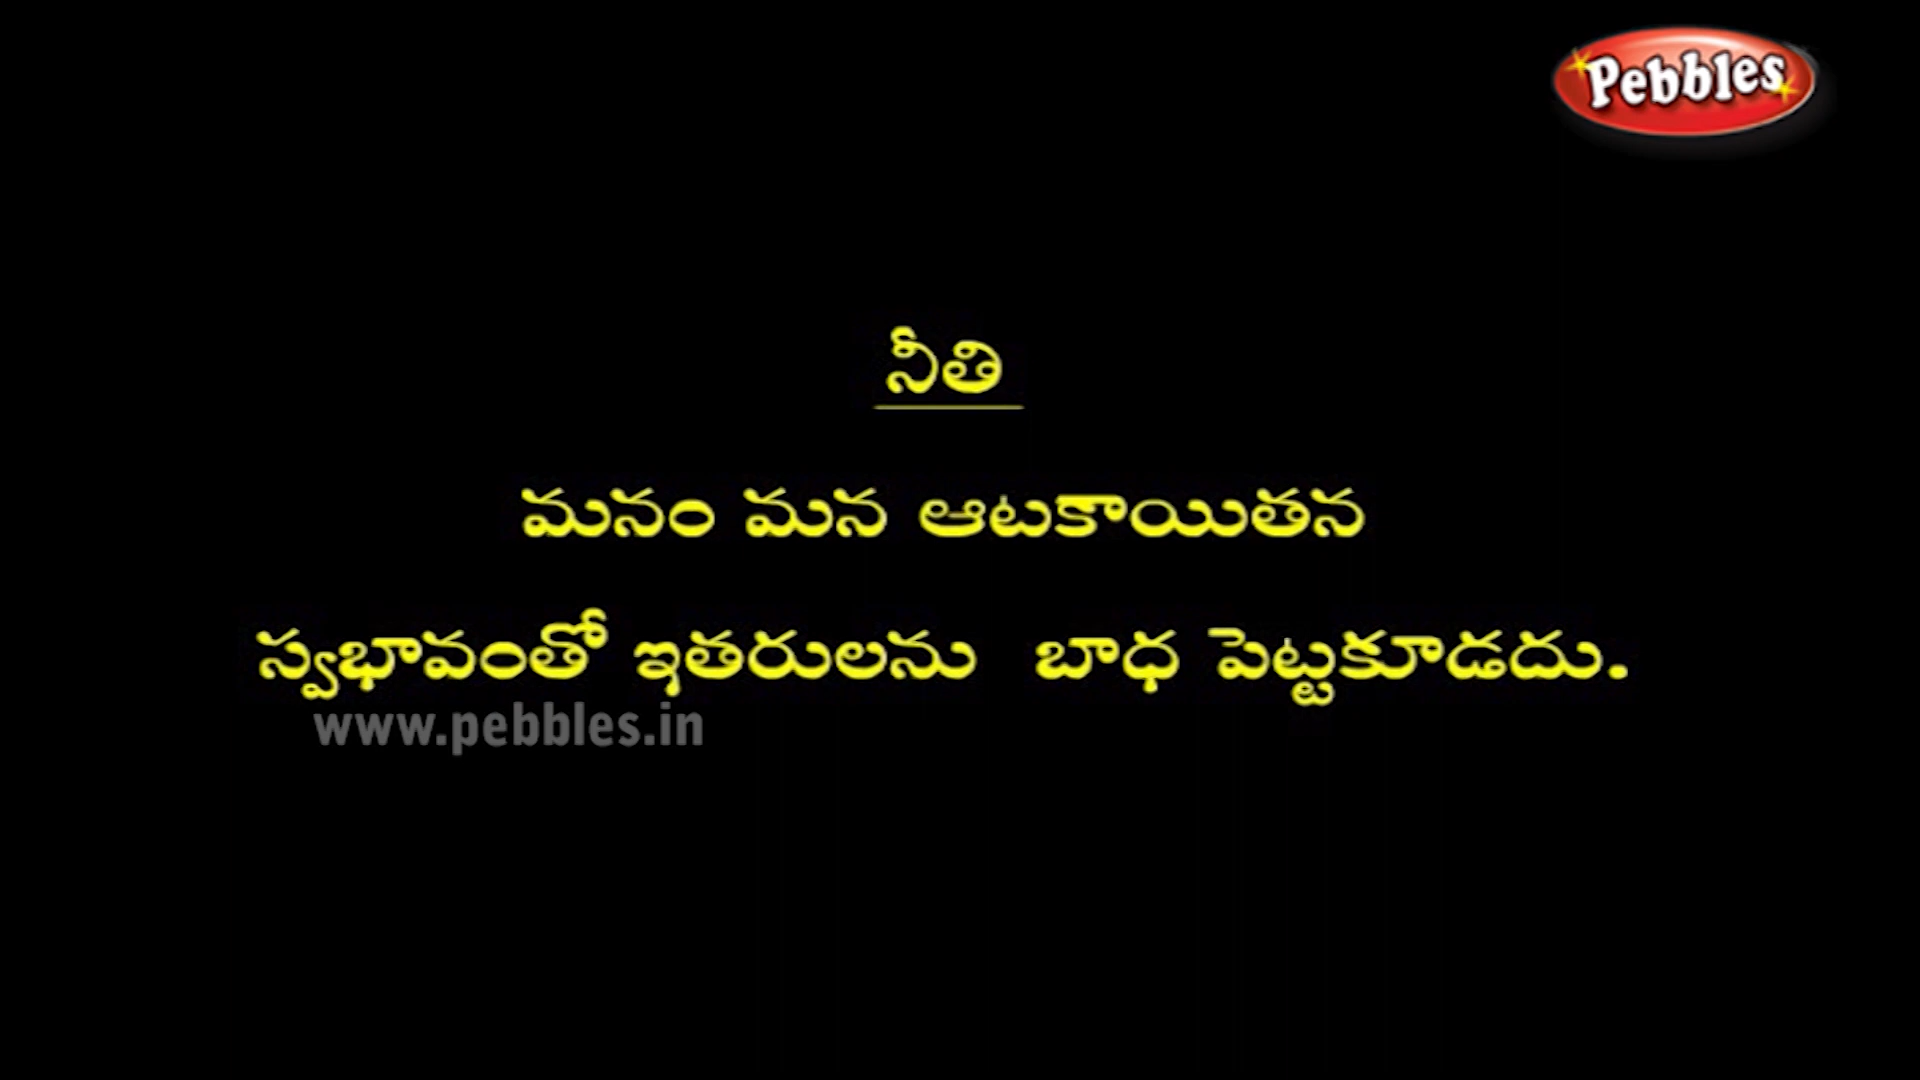 Pebbles
నీతి
మనం మన ఆటకాయితన
స్వభావంతో ఇతరులను బాధ పెట్టకూడదు.
www.pebbles.in